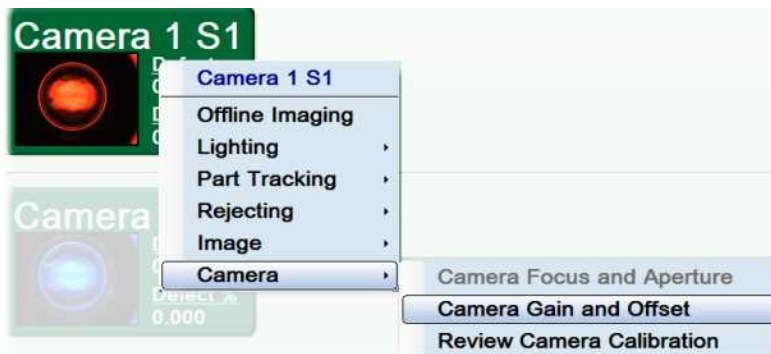 Camera 1 S1
Camera 1 S1
Offline Imaging
Lighting
Part Tracking
Rejecting
Image
Camera
Camera
Defect %
0.000
Camera Focus and Aperture
Camera Gain and Offset
Review Camera Calibration